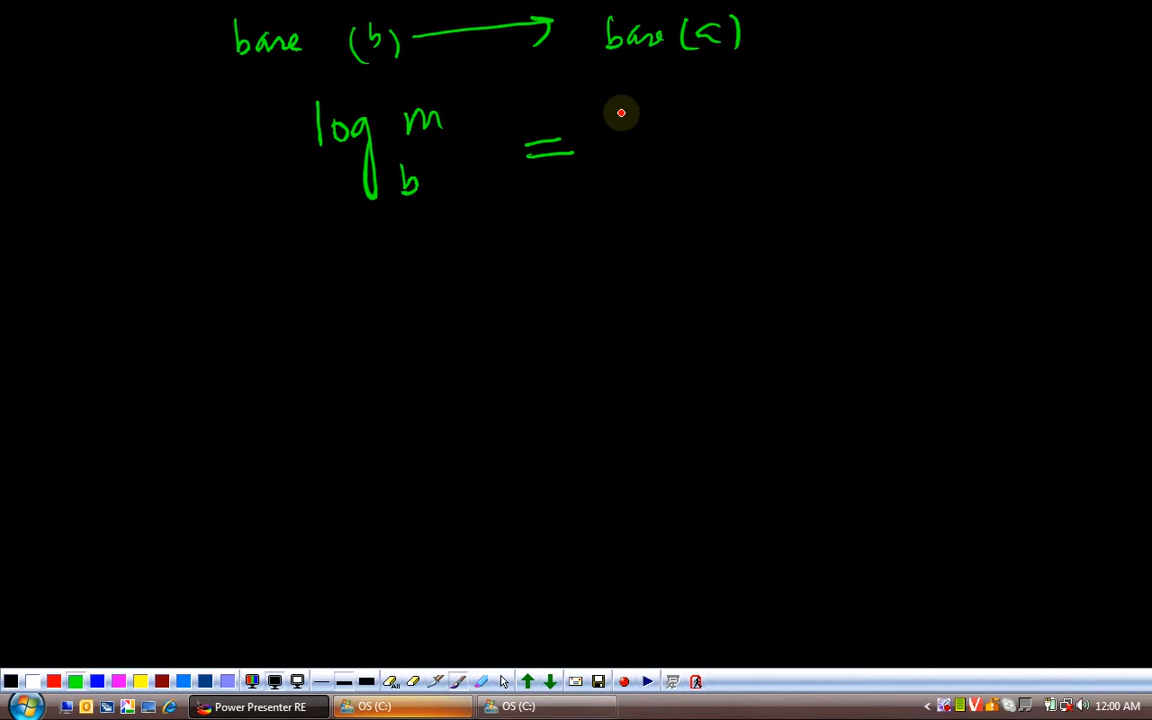 base (b) → base (a)
log m =
b
Power Presenter RE OS (C:) OS (C:) 12:00 AM